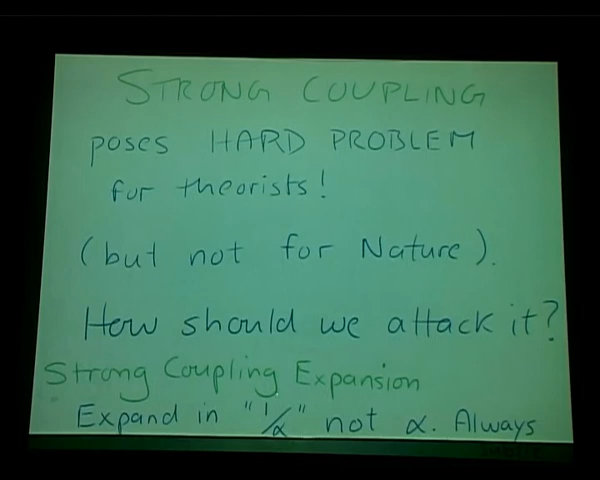 STRONG COUPLING
poses HARD PROBLEM
for theorists!
(but not for Nature).
How should we attack it?
Strong Coupling Expansion
Expand in "1/α" not α. Always